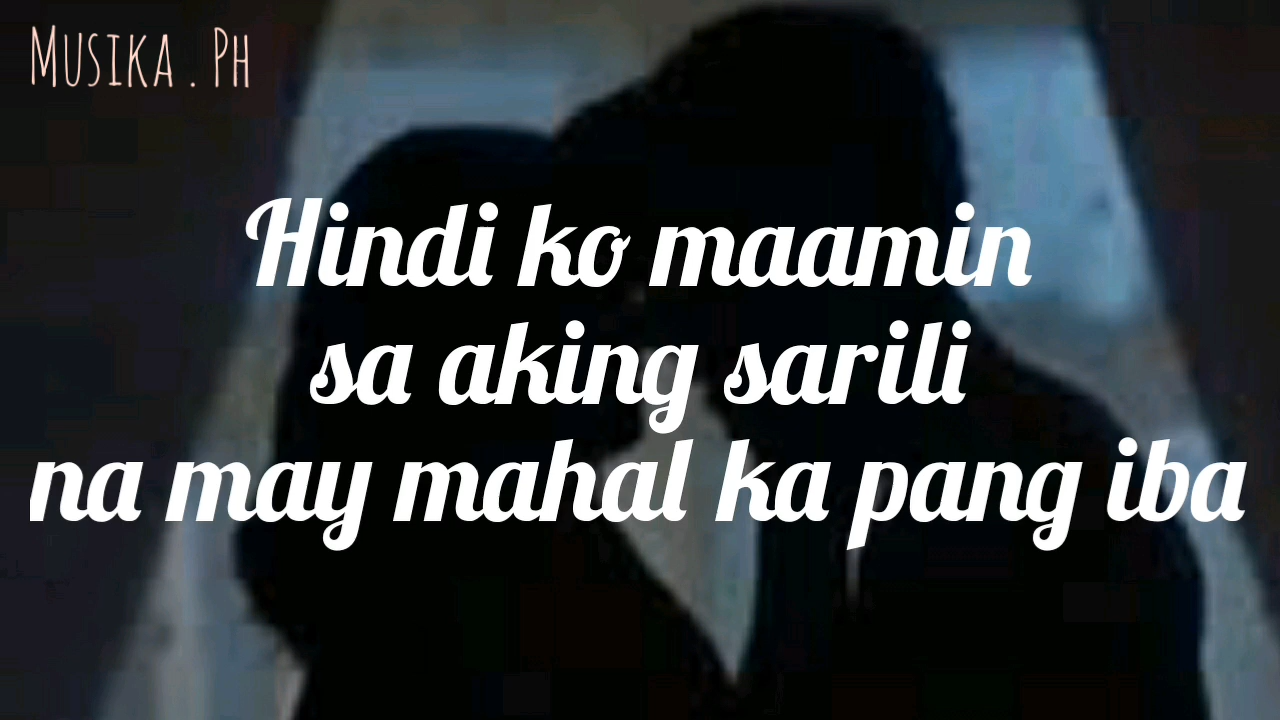 Musika . Ph
Hindi ko maamin
sa aking sarili
na may mahal ka pang iba